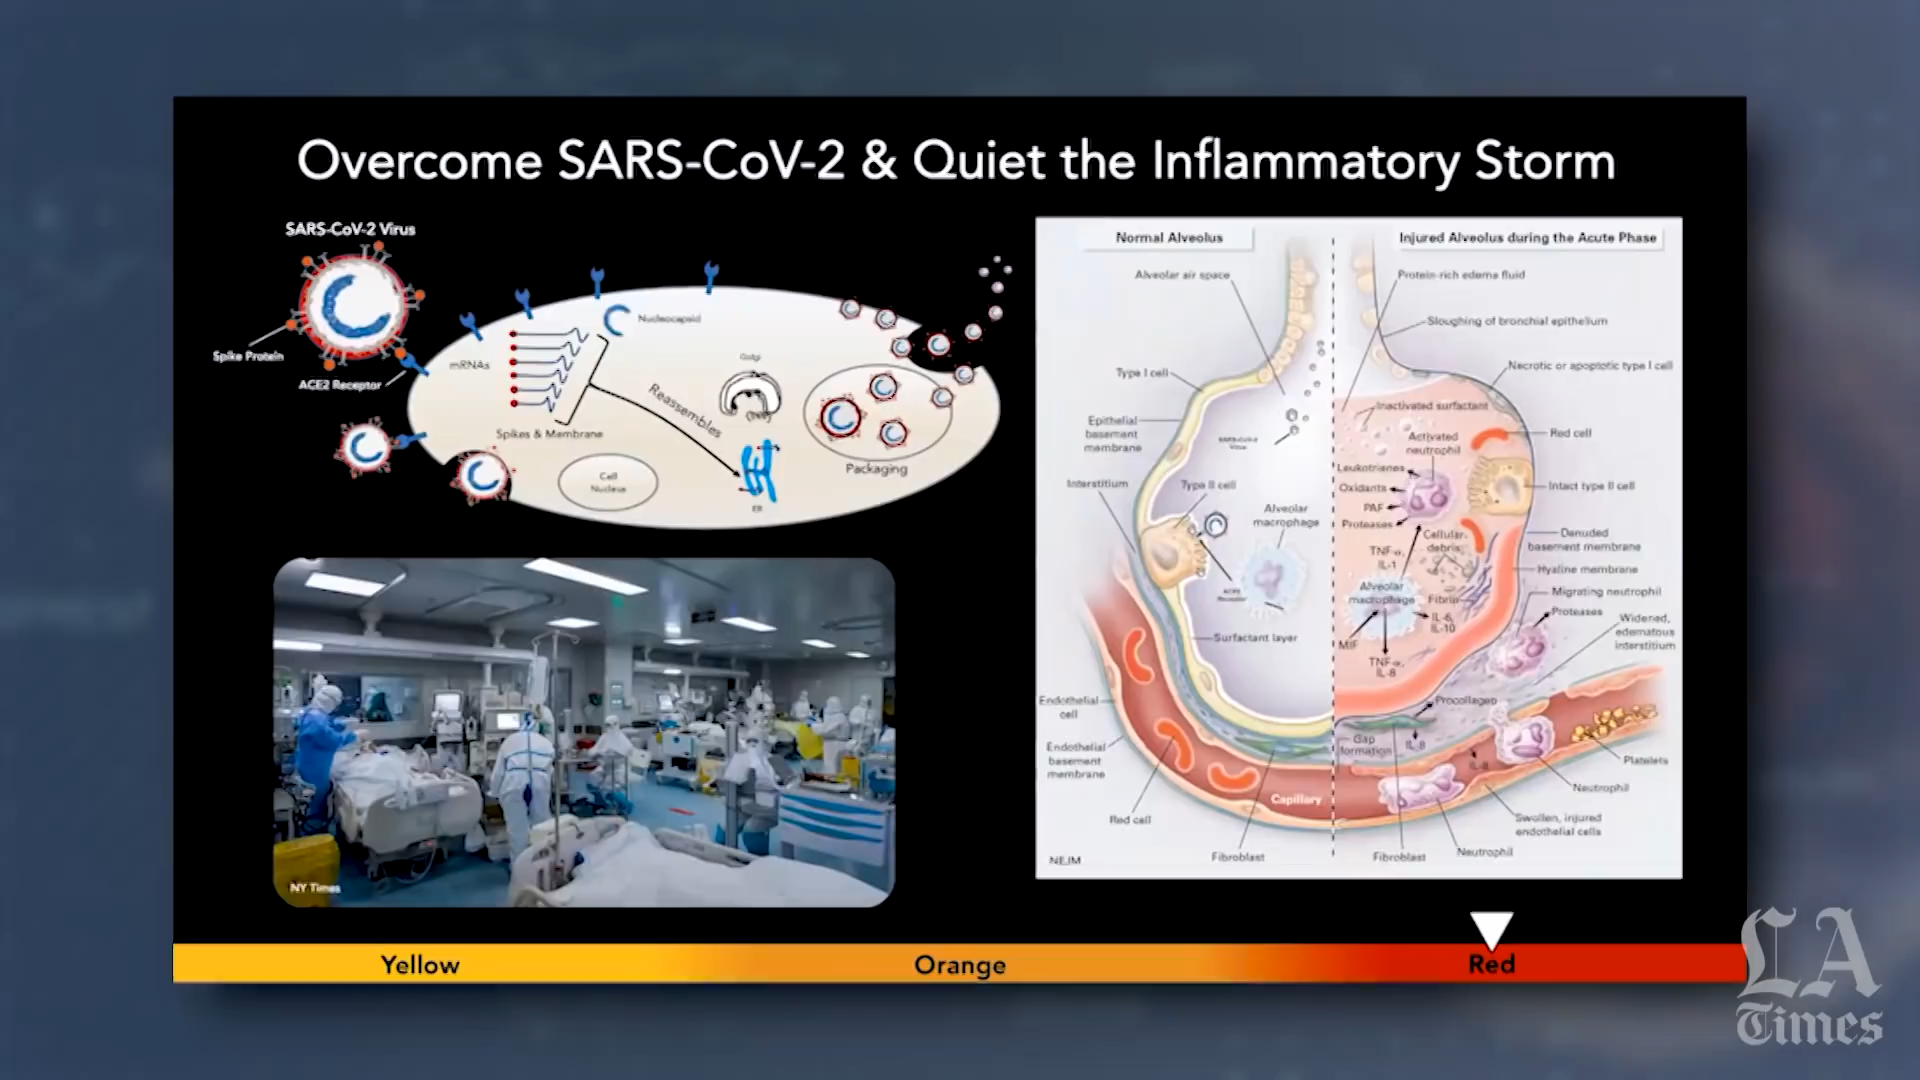 Overcome SARS-CoV-2 & Quiet the Inflammatory Storm
SARS-CoV-2 Virus
Spike Protein
ACE2 Receptor
mRNAs
Nucleocapsid
Spikes & Membrane
Reassembles
Golgi
Cell
Nucleus
ER
Packaging
NY Times
Normal Alveolus
Alveolar air space
Type I cell
Epithelial
basement
membrane
Interstitium
Type II cell
Alveolar
macrophage
Surfactant layer
Endothelial
cell
Endothelial
basement
membrane
Red cell
Capillary
Fibroblast
NEJM
Injured Alveolus during the Acute Phase
Protein-rich edema fluid
Sloughing of bronchial epithelium
Necrotic or apoptotic type I cell
Inactivated surfactant
Red cell
Activated
neutrophil
Leukotrienes
Oxidants
PAF
Proteases
Intact type II cell
Cellular
debris
TNF-α,
IL-1
Denuded
basement membrane
Hyaline membrane
Alveolar
macrophage
Fibrin
Migrating neutrophil
Proteases
IL-6,
IL-10
MIF
TNF-α,
IL-8
Widened,
edematous
interstitium
Procollagen
Gap
formation
IL-8
IL-8
Platelets
Neutrophil
Swollen, injured
endothelial cells
Fibroblast
Neutrophil
Yellow
Orange
Red
LA
Times